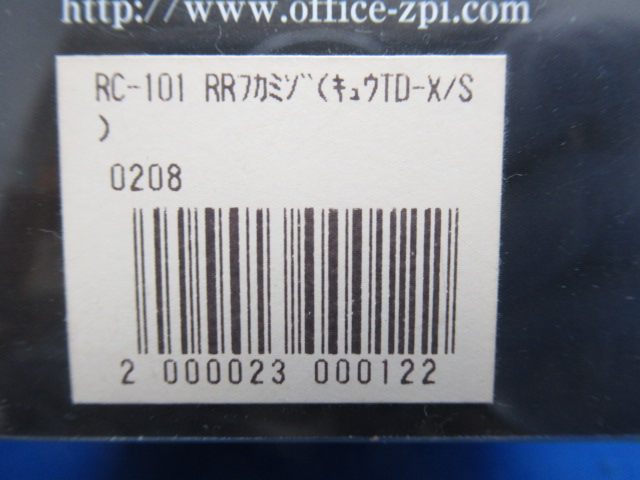 http://www.office-zpi.com
RC-101 RRﾌｶﾐｿﾞ(ｷｭｳTD-X/S
)
0208
2 000023 000122